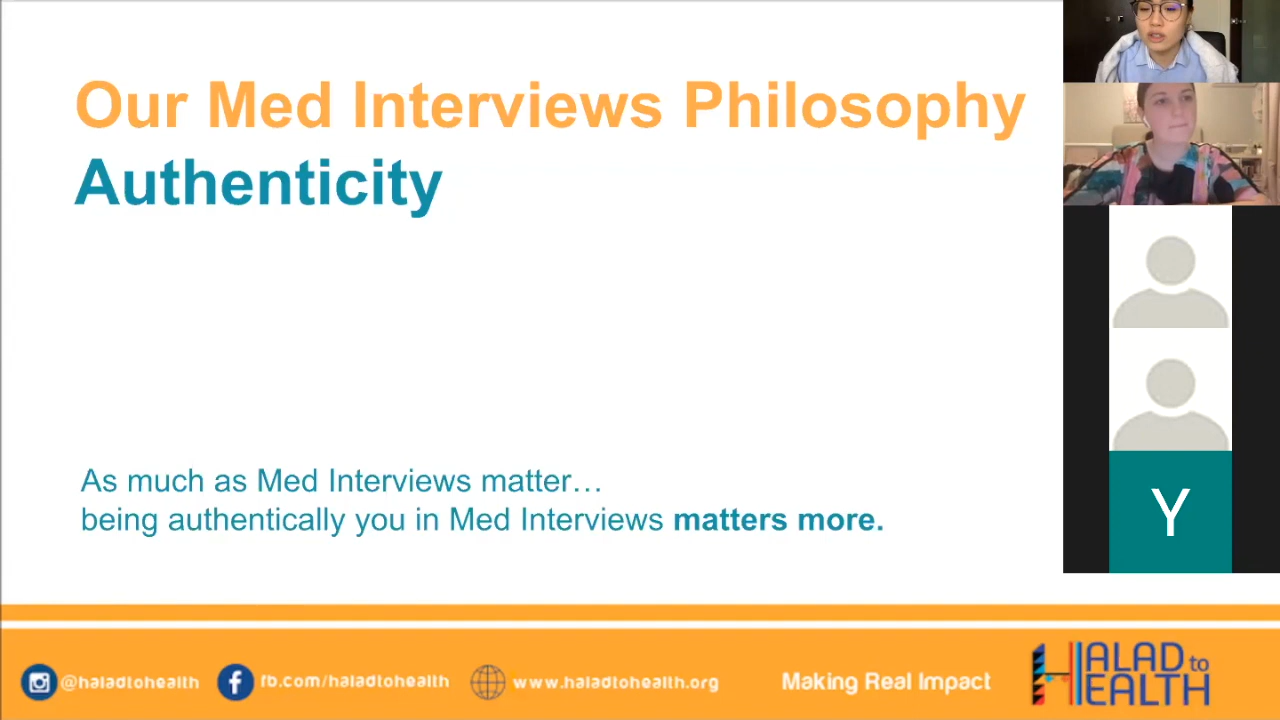 Our Med Interviews Philosophy
Authenticity
As much as Med Interviews matter…
being authentically you in Med Interviews matters more.
Y
@haladtohealth
fb.com/haladtohealth
www.haladtohealth.org
Making Real Impact
HALAD to
HEALTH